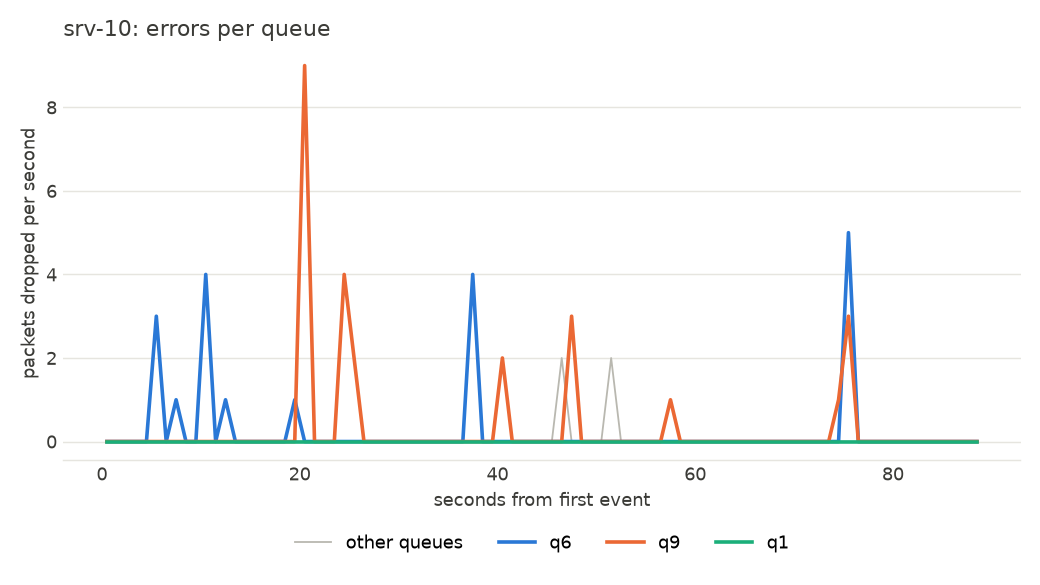 srv-10: errors per queue
packets dropped per second
8
6
4
2
0
0 20 40 60 80
seconds from first event
other queues q6 q9 q1